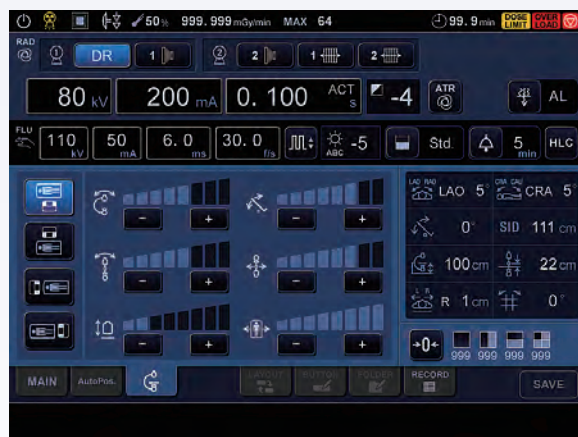 50% 999. 999 mGy/min MAX 64 99. 9 min DOSE LIMIT OVER LOAD
RAD 1 DR 1 2 2 1 2
80 kV 200 mA 0. 100 ACT s -4 ATR AL
FLU 110 kV 50 mA 6. 0 ms 30. 0 f/s ABC -5 Std. 5 min HLC
LAO RAO LAO 5° CRA CAU CRA 5°
- + - + 0° SID 111 cm
- + - + 100 cm 22 cm
L R R 1 cm 0°
- + - + →0← 999 999 999 999
MAIN AutoPos. LAYOUT BUTTON FOLDER RECORD SAVE